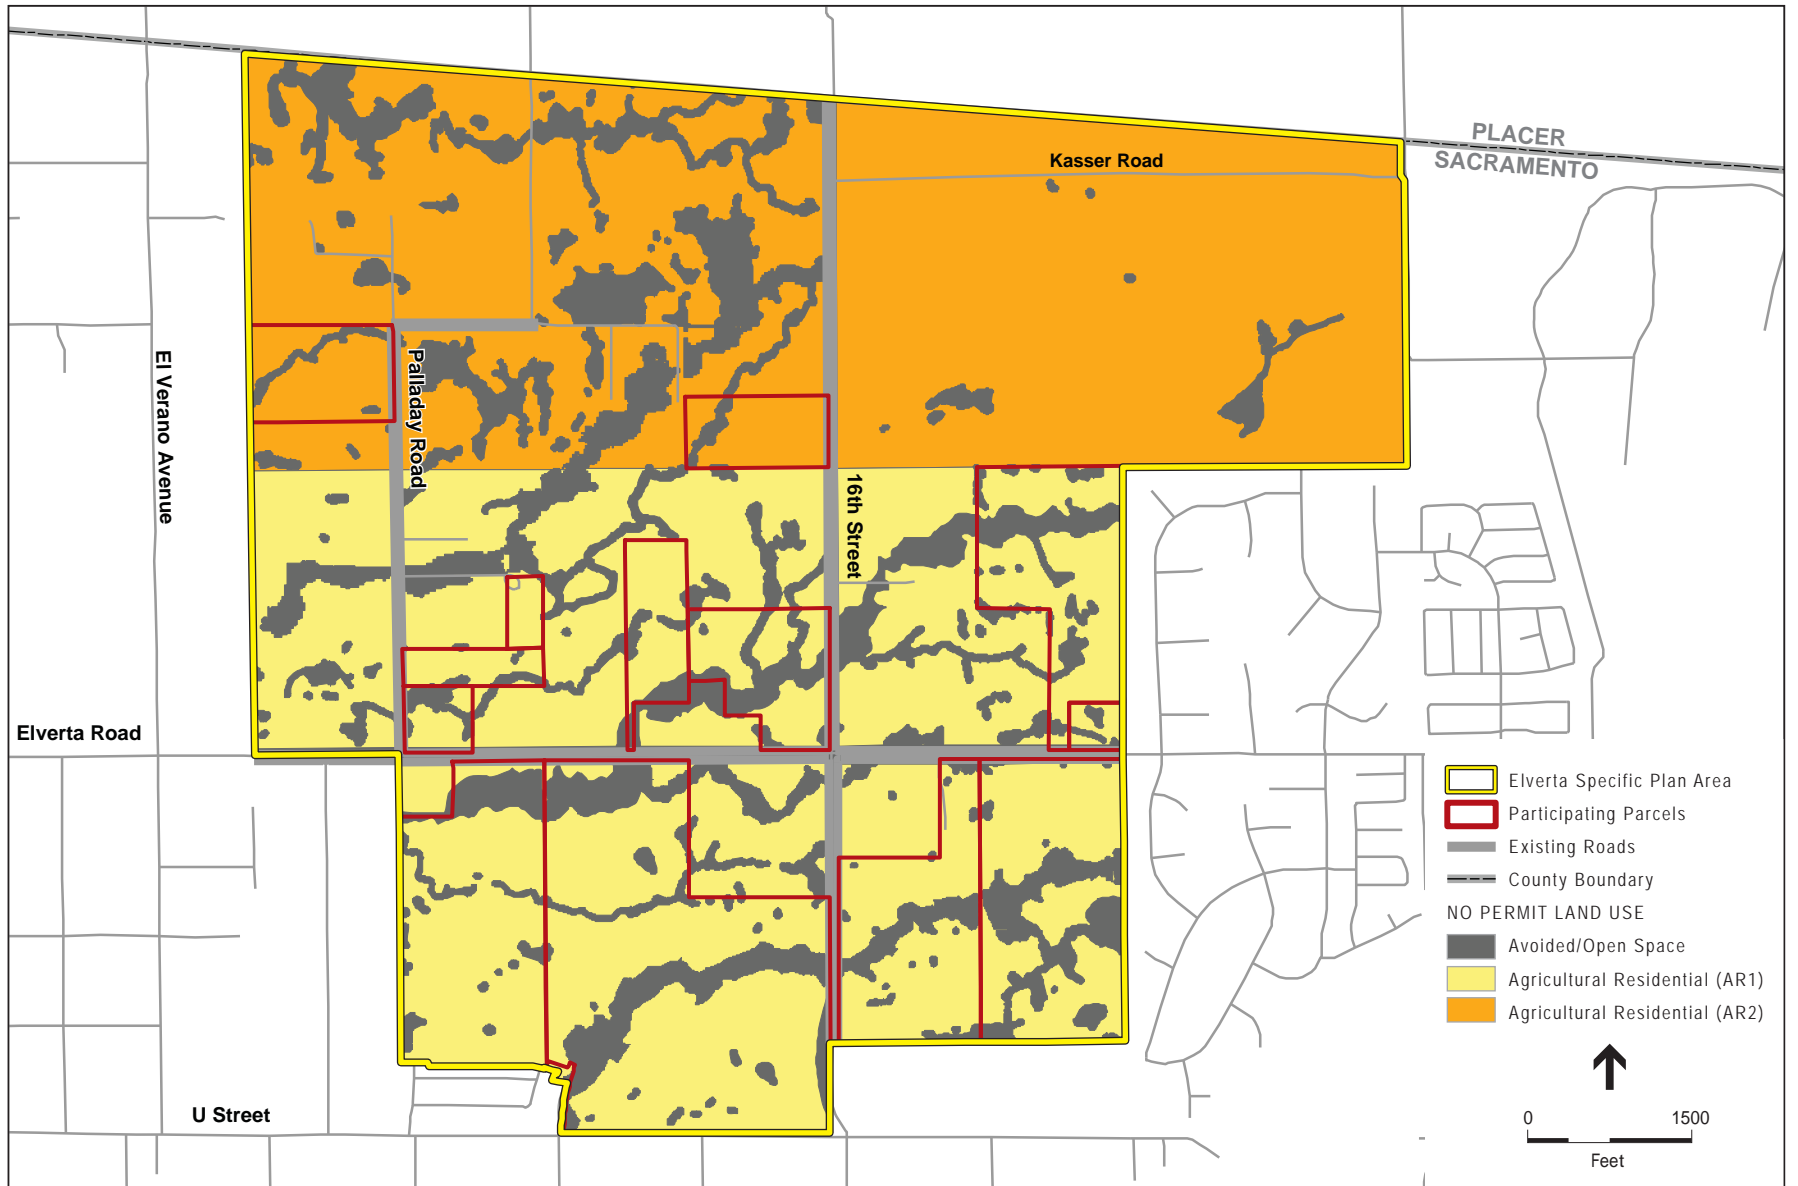 PLACER
SACRAMENTO
Kasser Road
El Verano Avenue
Palladay Road
16th Street
Elverta Road
U Street
Elverta Specific Plan Area
Participating Parcels
Existing Roads
County Boundary
NO PERMIT LAND USE
Avoided/Open Space
Agricultural Residential (AR1)
Agricultural Residential (AR2)
0 1500
Feet